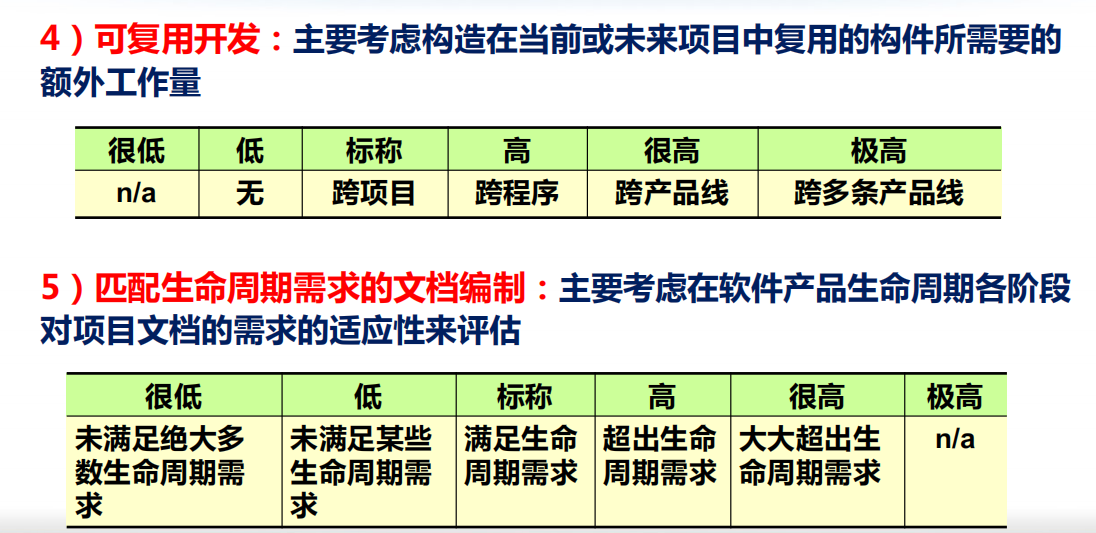 4）可复用开发：主要考虑构造在当前或未来项目中复用的构件所需要的
额外工作量
很低 低 标称 高 很高 极高
n/a 无 跨项目 跨程序 跨产品线 跨多条产品线
5）匹配生命周期需求的文档编制：主要考虑在软件产品生命周期各阶段
对项目文档的需求的适应性来评估
很低 低 标称 高 很高 极高
未满足绝大多 未满足某些 满足生命 超出生命 大大超出生 n/a
数生命周期需 生命周期需 周期需求 周期需求 命周期需求
求 求